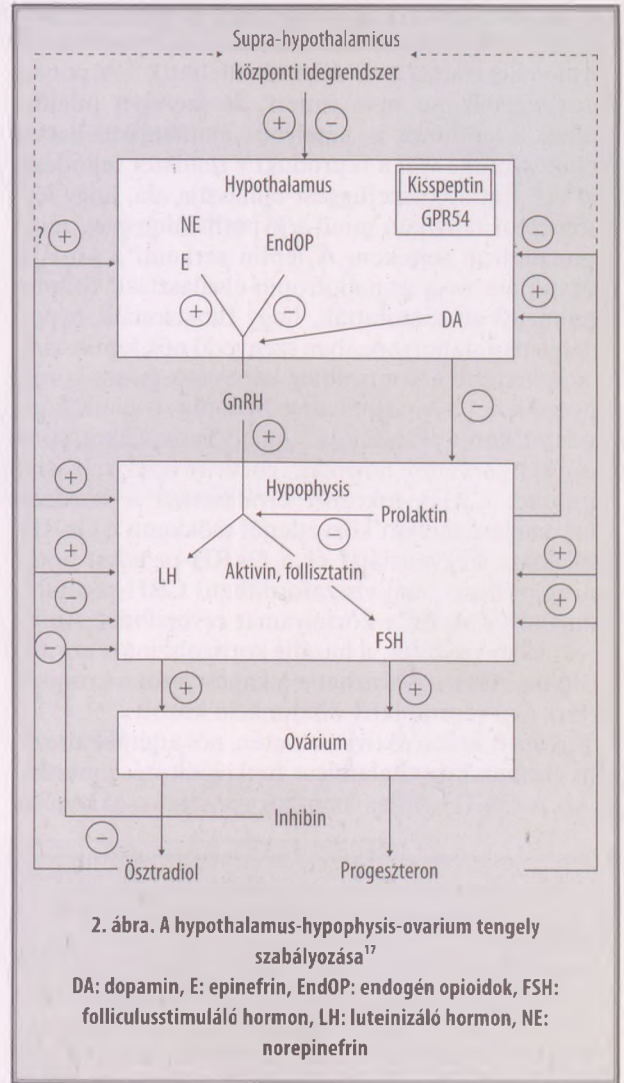 Supra-hypothalamicus
központi idegrendszer
+ −
Hypothalamus
Kisspeptin
GPR54
NE
EndOP
E
? +
−
+
+ −
DA
GnRH
+
−
Hypophysis
+
Prolaktin
−
LH
Aktivin, follisztatin
+
−
+
+
FSH
−
+
+
Ovárium
Inhibin
−
Ösztradiol
Progeszteron
2. ábra. A hypothalamus-hypophysis-ovarium tengely
szabályozása17
DA: dopamin, E: epinefrin, EndOP: endogén opioidok, FSH:
folliculusstimuláló hormon, LH: luteinizáló hormon, NE:
norepinefrin